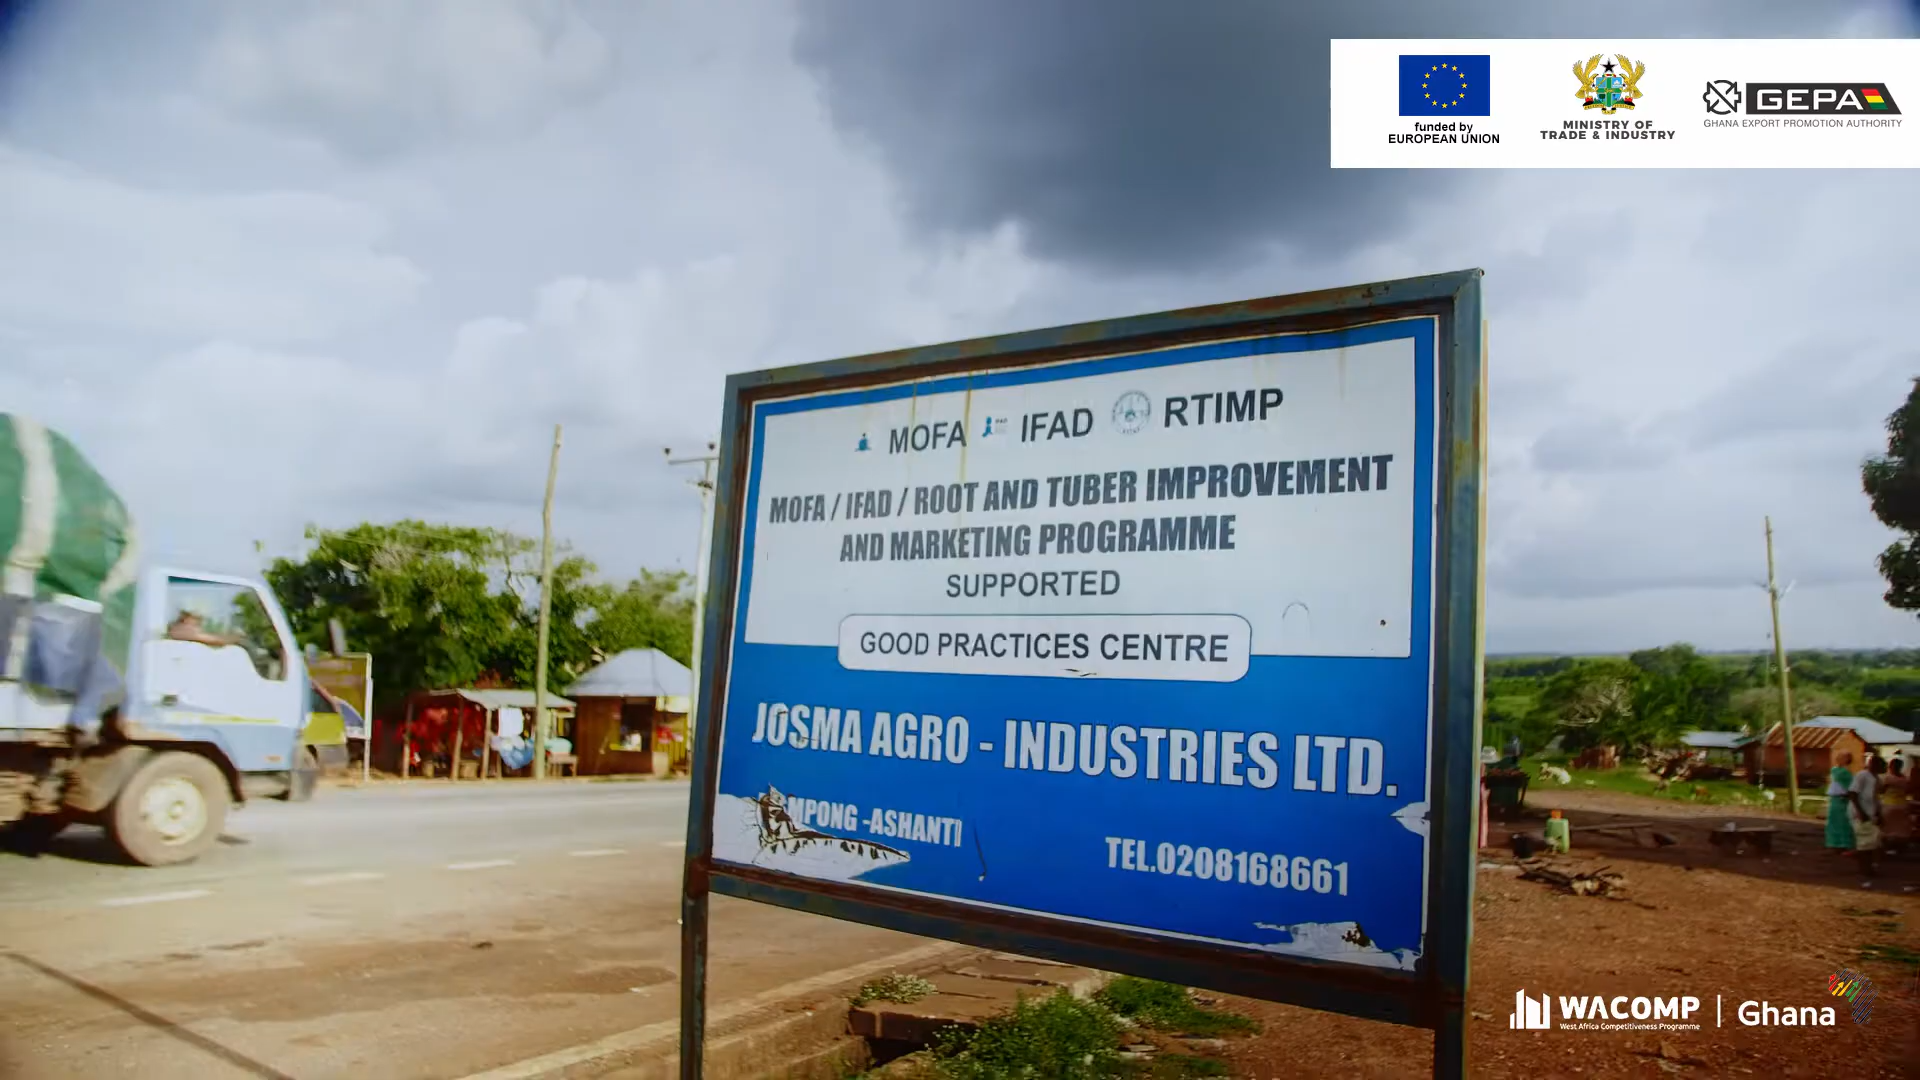 funded by
EUROPEAN UNION
MINISTRY OF
TRADE & INDUSTRY
GEPA
GHANA EXPORT PROMOTION AUTHORITY
MOFA IFAD RTIMP
MOFA / IFAD / ROOT AND TUBER IMPROVEMENT
AND MARKETING PROGRAMME
SUPPORTED
GOOD PRACTICES CENTRE
JOSMA AGRO - INDUSTRIES LTD.
MPONG -ASHANTI
TEL.0208168661
WACOMP
West Africa Competitiveness Programme
Ghana